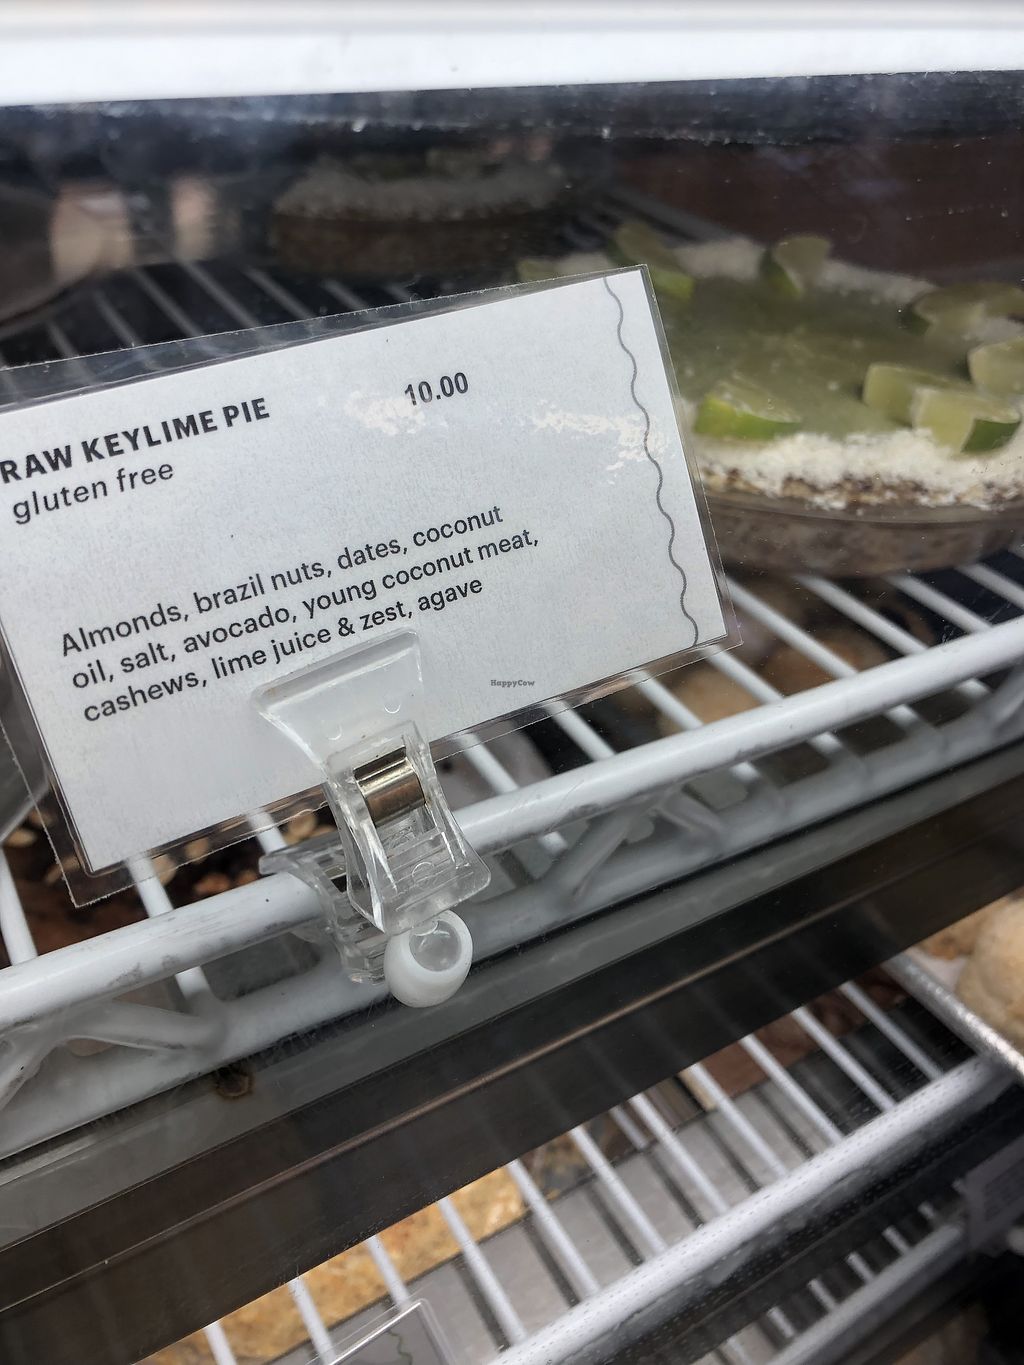 RAW KEYLIME PIE 10.00
gluten free
Almonds, brazil nuts, dates, coconut
oil, salt, avocado, young coconut meat,
cashews, lime juice & zest, agave
HappyCow